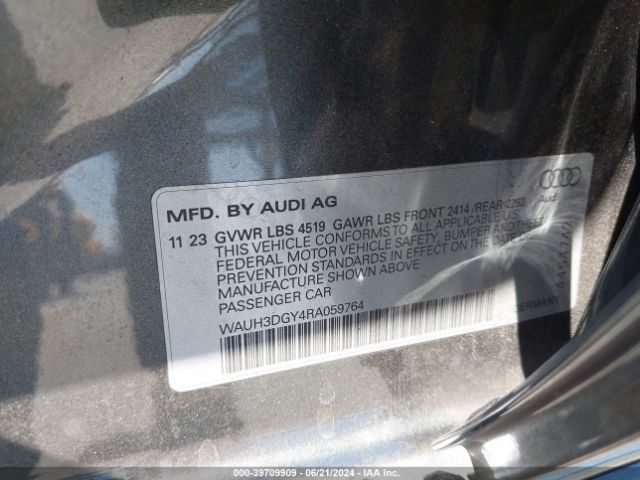 MFD. BY AUDI AG
Audi
11 23 GVWR LBS 4519 GAWR LBS FRONT 2414 /REAR 2293
THIS VEHICLE CONFORMS TO ALL APPLICABLE U.S.
FEDERAL MOTOR VEHICLE SAFETY, BUMPER AND THEFT
PREVENTION STANDARDS IN EFFECT ON THE DATE OF
MANUFACTURE SHOWN ABOVE
PASSENGER CAR
WAUH3DGY4RA059764
GERMANY
000-39709909 - 06/21/2024 - IAA Inc.